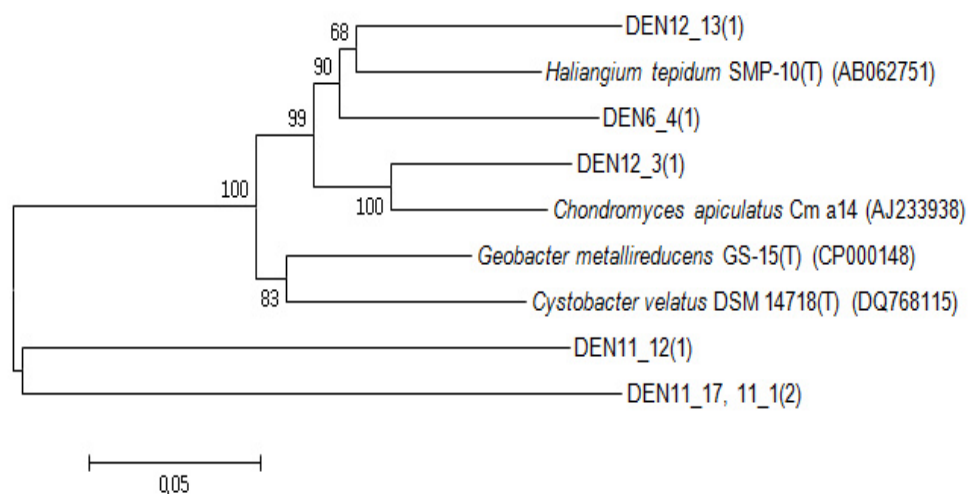 DEN12_13(1)
68
Haliangium tepidum SMP-10(T) (AB062751)
90
DEN6_4(1)
99
DEN12_3(1)
100
100
Chondromyces apiculatus Cm a14 (AJ233938)
Geobacter metallireducens GS-15(T) (CP000148)
83
Cystobacter velatus DSM 14718(T) (DQ768115)
DEN11_12(1)
DEN11_17, 11_1(2)
0,05